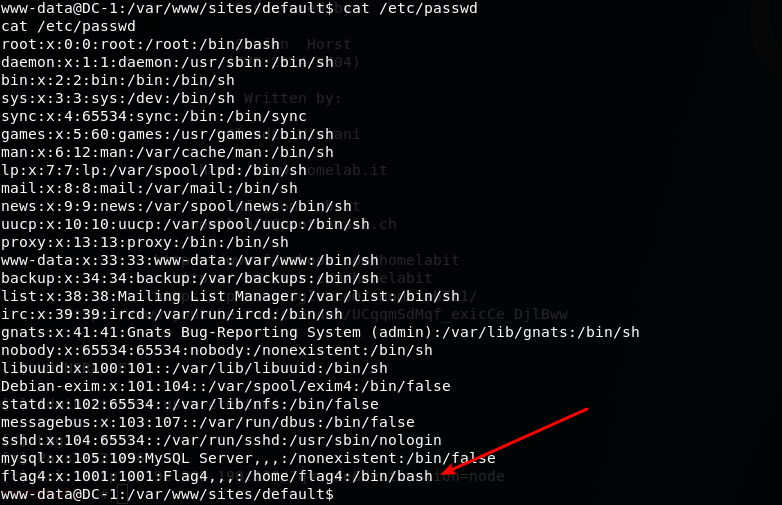 www-data@DC-1:/var/www/sites/default$ cat /etc/passwd
cat /etc/passwd
root:x:0:0:root:/root:/bin/bash
daemon:x:1:1:daemon:/usr/sbin:/bin/sh
bin:x:2:2:bin:/bin:/bin/sh
sys:x:3:3:sys:/dev:/bin/sh
sync:x:4:65534:sync:/bin:/bin/sync
games:x:5:60:games:/usr/games:/bin/sh
man:x:6:12:man:/var/cache/man:/bin/sh
lp:x:7:7:lp:/var/spool/lpd:/bin/sh
mail:x:8:8:mail:/var/mail:/bin/sh
news:x:9:9:news:/var/spool/news:/bin/sh
uucp:x:10:10:uucp:/var/spool/uucp:/bin/sh
proxy:x:13:13:proxy:/bin:/bin/sh
www-data:x:33:33:www-data:/var/www:/bin/sh
backup:x:34:34:backup:/var/backups:/bin/sh
list:x:38:38:Mailing List Manager:/var/list:/bin/sh
irc:x:39:39:ircd:/var/run/ircd:/bin/sh
gnats:x:41:41:Gnats Bug-Reporting System (admin):/var/lib/gnats:/bin/sh
nobody:x:65534:65534:nobody:/nonexistent:/bin/sh
libuuid:x:100:101::/var/lib/libuuid:/bin/sh
Debian-exim:x:101:104::/var/spool/exim4:/bin/false
statd:x:102:65534::/var/lib/nfs:/bin/false
messagebus:x:103:107::/var/run/dbus:/bin/false
sshd:x:104:65534::/var/run/sshd:/usr/sbin/nologin
mysql:x:105:109:MySQL Server,,,:/nonexistent:/bin/false
flag4:x:1001:1001:Flag4,,,:/home/flag4:/bin/bash
www-data@DC-1:/var/www/sites/default$